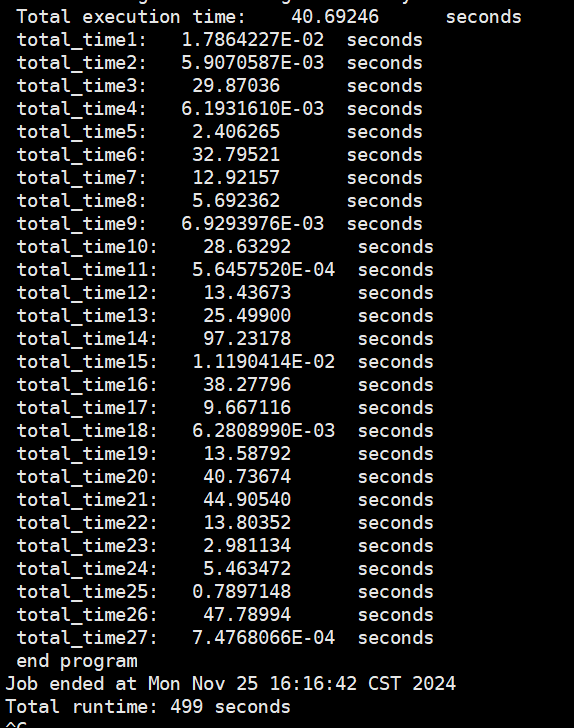 Total execution time:    40.69246      seconds
total_time1:   1.7864227E-02  seconds
total_time2:   5.9070587E-03  seconds
total_time3:    29.87036      seconds
total_time4:   6.1931610E-03  seconds
total_time5:    2.406265      seconds
total_time6:    32.79521      seconds
total_time7:    12.92157      seconds
total_time8:    5.692362      seconds
total_time9:   6.9293976E-03  seconds
total_time10:    28.63292      seconds
total_time11:   5.6457520E-04  seconds
total_time12:    13.43673      seconds
total_time13:    25.49900      seconds
total_time14:    97.23178      seconds
total_time15:   1.1190414E-02  seconds
total_time16:    38.27796      seconds
total_time17:    9.667116      seconds
total_time18:   6.2808990E-03  seconds
total_time19:    13.58792      seconds
total_time20:    40.73674      seconds
total_time21:    44.90540      seconds
total_time22:    13.80352      seconds
total_time23:    2.981134      seconds
total_time24:    5.463472      seconds
total_time25:   0.7897148      seconds
total_time26:    47.78994      seconds
total_time27:   7.4768066E-04  seconds
end program
Job ended at Mon Nov 25 16:16:42 CST 2024
Total runtime: 499 seconds